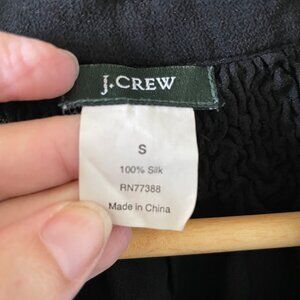 J.CREW
S
100% Silk
RN77388
Made in China